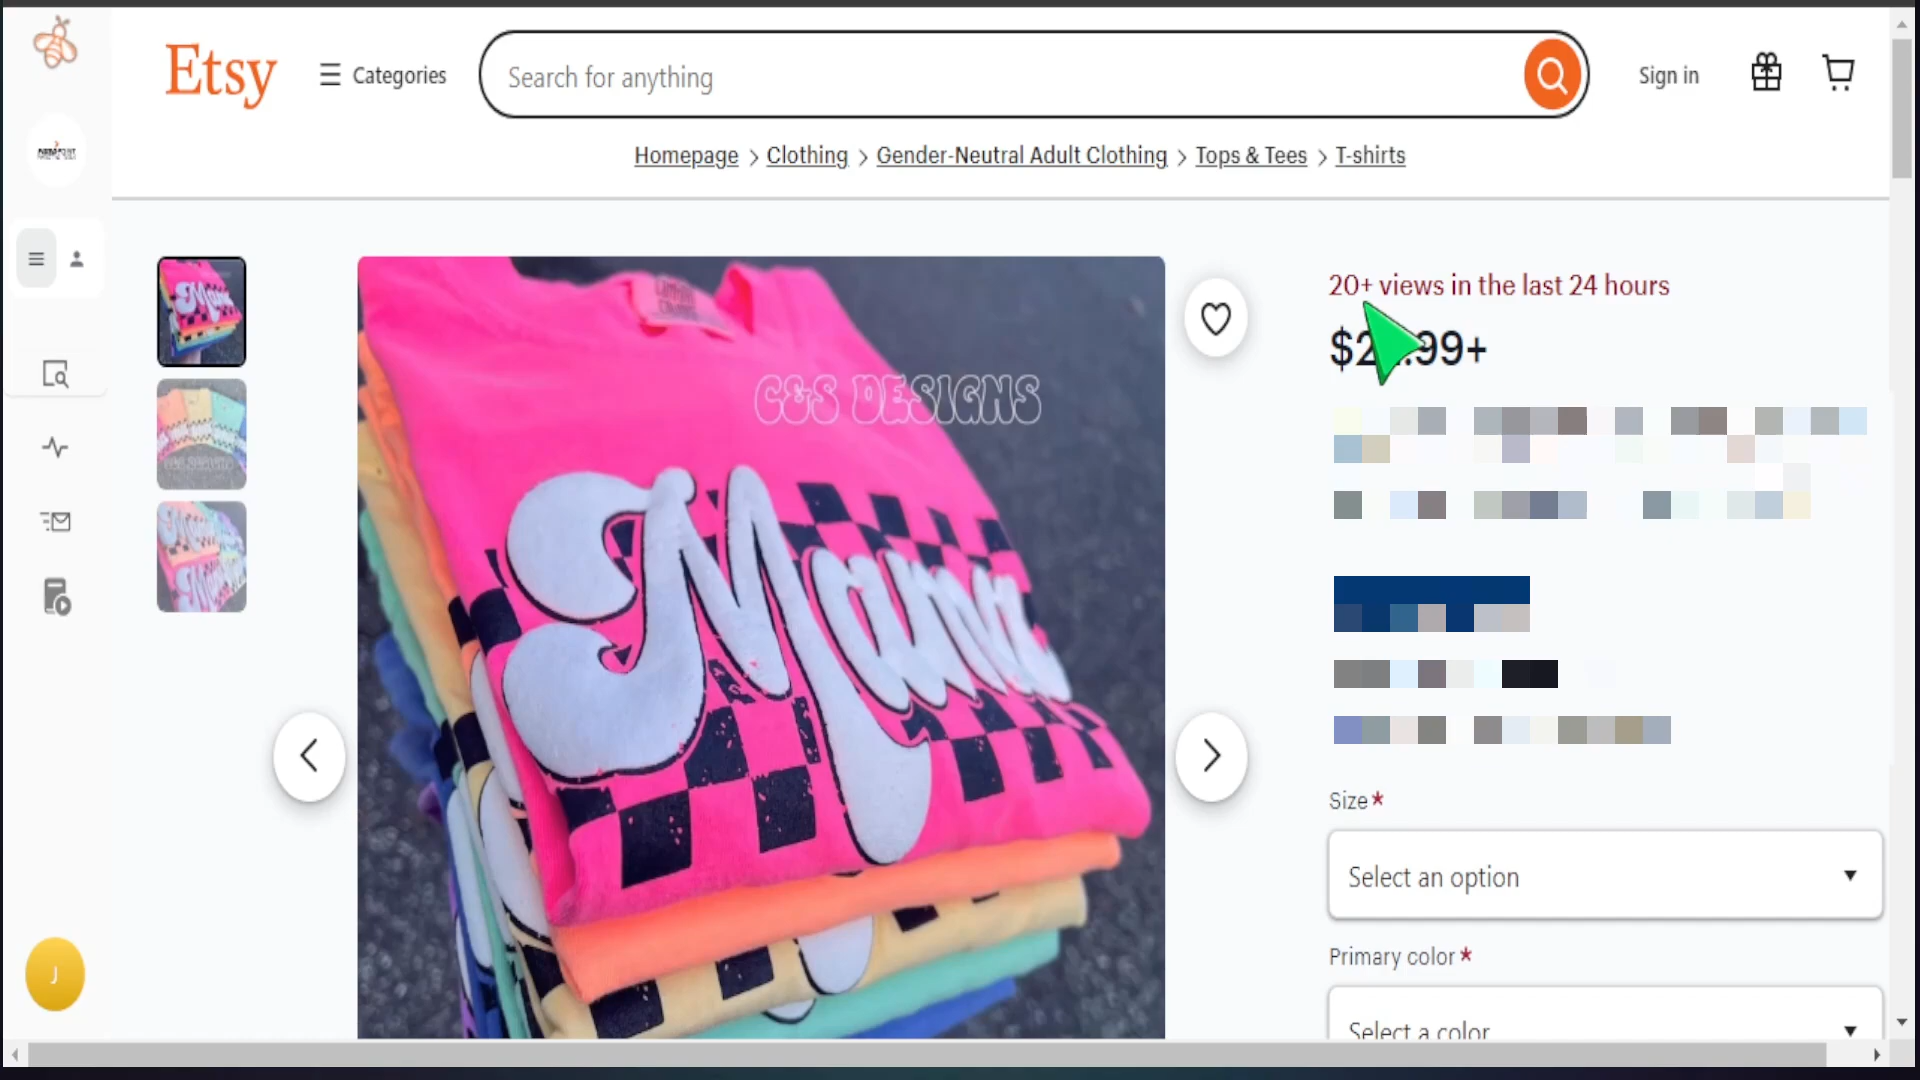 Etsy
Categories
Search for anything
Sign in
Homepage > Clothing > Gender-Neutral Adult Clothing > Tops & Tees > T-shirts
20+ views in the last 24 hours
C&S DESIGNS
Mama
Size*
Select an option
Primary color*
Select a color
J